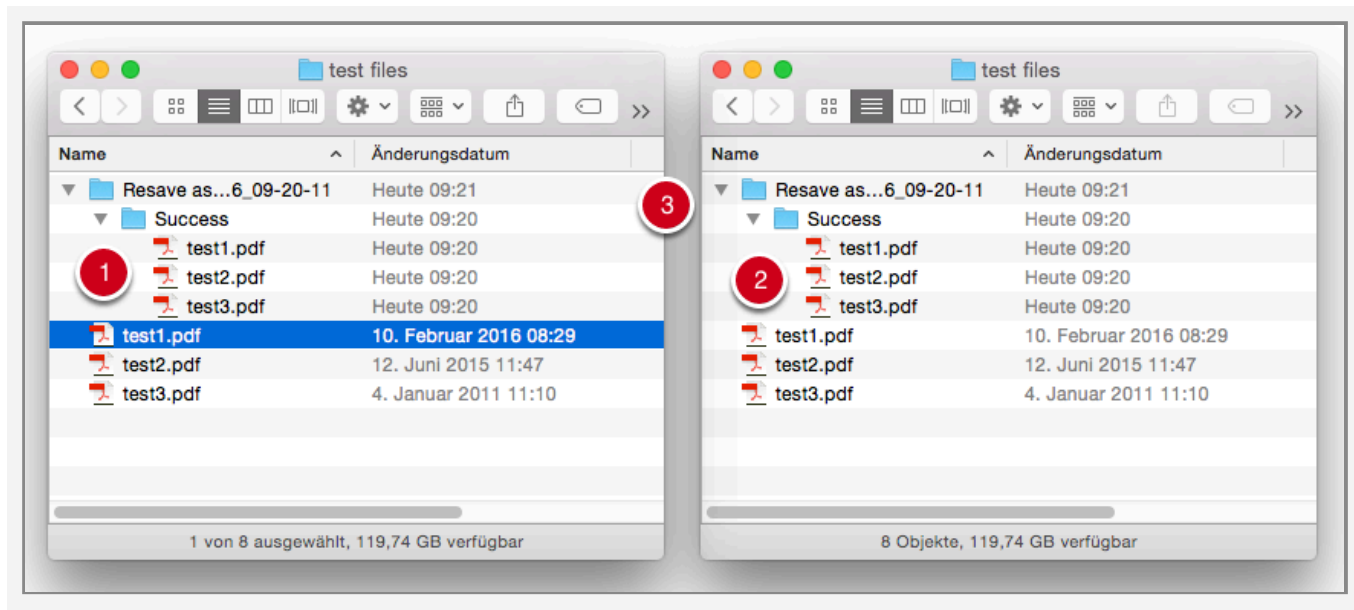 test files
Name Änderungsdatum
Resave as...6_09-20-11 Heute 09:21
Success Heute 09:20
test1.pdf Heute 09:20
1
test2.pdf Heute 09:20
test3.pdf Heute 09:20
test1.pdf 10. Februar 2016 08:29
test2.pdf 12. Juni 2015 11:47
test3.pdf 4. Januar 2011 11:10
1 von 8 ausgewählt, 119,74 GB verfügbar
3
test files
Name Änderungsdatum
Resave as...6_09-20-11 Heute 09:21
Success Heute 09:20
test1.pdf Heute 09:20
2
test2.pdf Heute 09:20
test3.pdf Heute 09:20
test1.pdf 10. Februar 2016 08:29
test2.pdf 12. Juni 2015 11:47
test3.pdf 4. Januar 2011 11:10
8 Objekte, 119,74 GB verfügbar